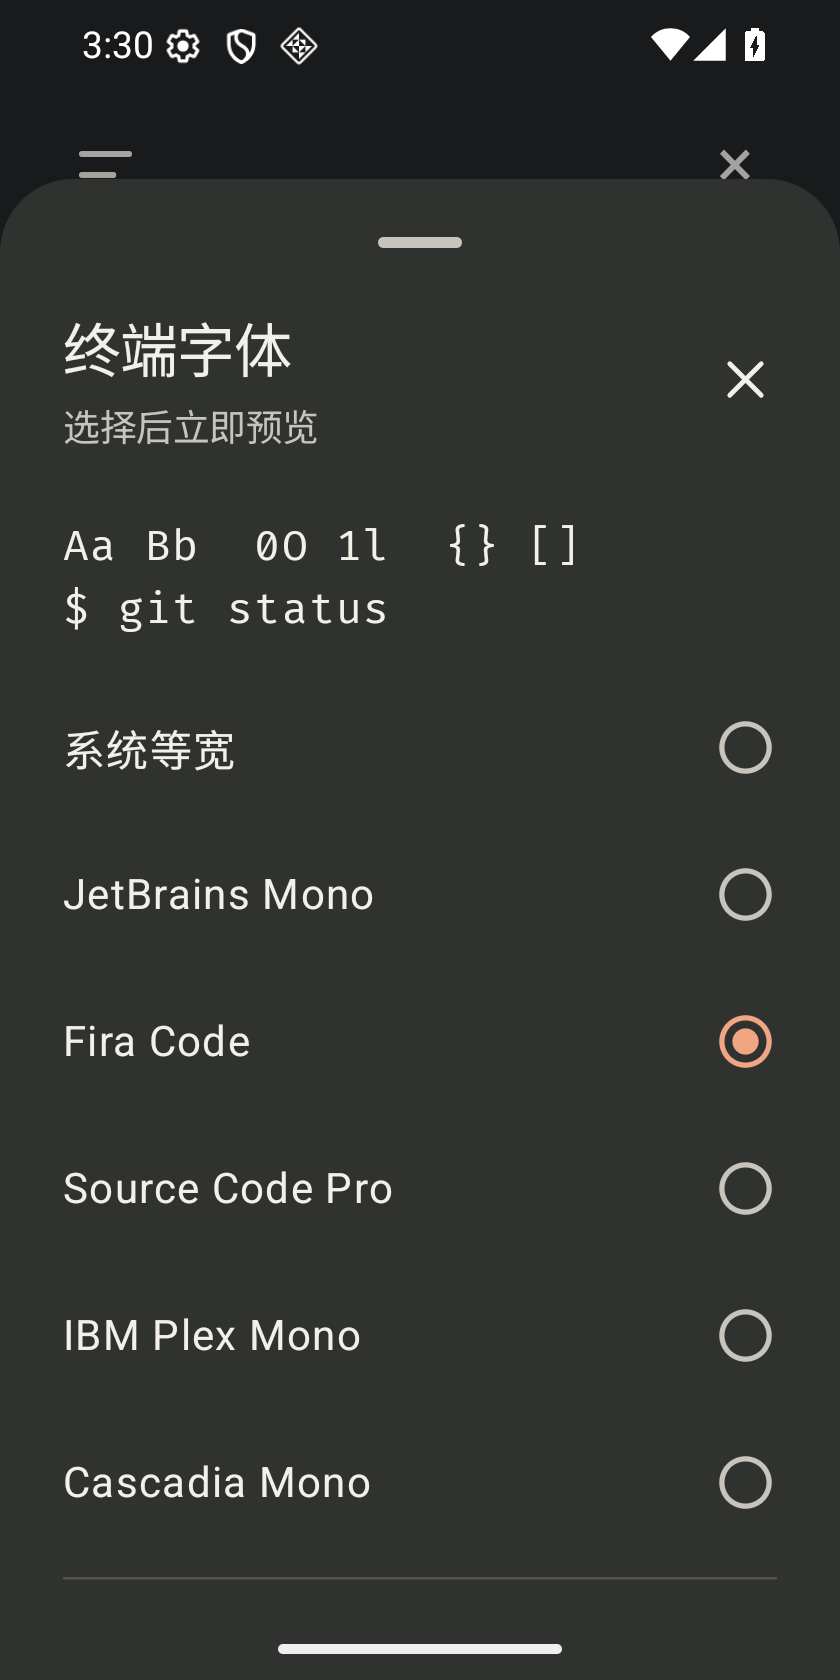 3:30
终端字体
选择后立即预览
Aa Bb  0O 1l  {} []
$ git status
系统等宽
JetBrains Mono
Fira Code
Source Code Pro
IBM Plex Mono
Cascadia Mono